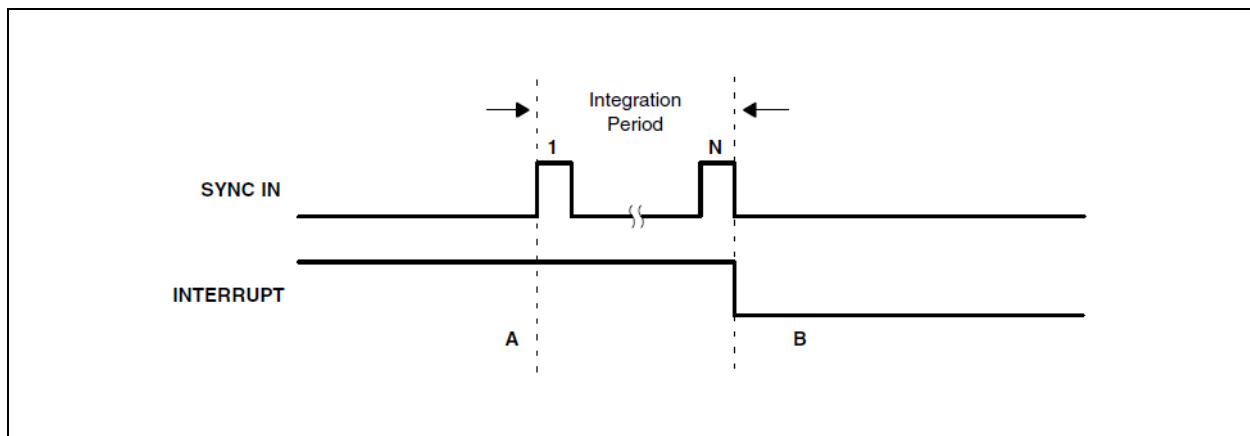 Integration
Period
1
N
SYNC IN
INTERRUPT
A
B